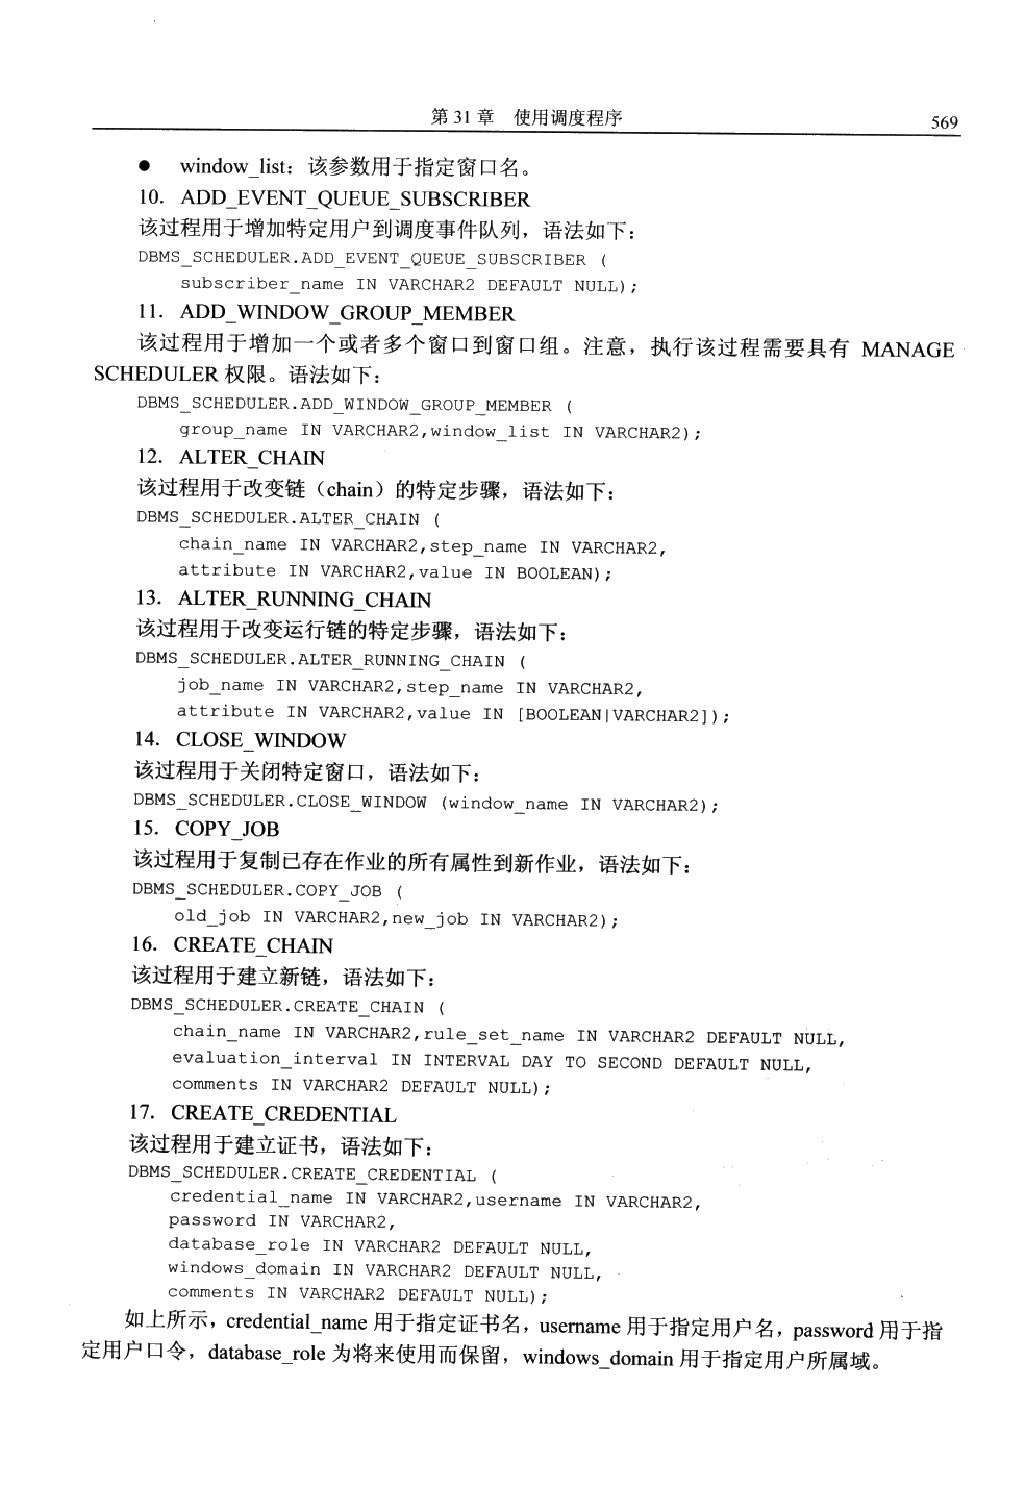 第 31 章 使用调度程序
569
● window_list：该参数用于指定窗口名。
10．ADD_EVENT_QUEUE_SUBSCRIBER
该过程用于增加特定用户到调度事件队列，语法如下：
DBMS_SCHEDULER.ADD_EVENT_QUEUE_SUBSCRIBER (
subscriber_name IN VARCHAR2 DEFAULT NULL);
11．ADD_WINDOW_GROUP_MEMBER
该过程用于增加一个或者多个窗口到窗口组。注意，执行该过程需要具有 MANAGE
SCHEDULER 权限。语法如下：
DBMS_SCHEDULER.ADD_WINDOW_GROUP_MEMBER (
group_name IN VARCHAR2,window_list IN VARCHAR2);
12．ALTER_CHAIN
该过程用于改变链（chain）的特定步骤，语法如下：
DBMS_SCHEDULER.ALTER_CHAIN (
chain_name IN VARCHAR2,step_name IN VARCHAR2,
attribute IN VARCHAR2,value IN BOOLEAN);
13．ALTER_RUNNING_CHAIN
该过程用于改变运行链的特定步骤，语法如下：
DBMS_SCHEDULER.ALTER_RUNNING_CHAIN (
job_name IN VARCHAR2,step_name IN VARCHAR2,
attribute IN VARCHAR2,value IN [BOOLEAN|VARCHAR2]);
14．CLOSE_WINDOW
该过程用于关闭特定窗口，语法如下：
DBMS_SCHEDULER.CLOSE_WINDOW (window_name IN VARCHAR2);
15．COPY_JOB
该过程用于复制已存在作业的所有属性到新作业，语法如下：
DBMS_SCHEDULER.COPY_JOB (
old_job IN VARCHAR2,new_job IN VARCHAR2);
16．CREATE_CHAIN
该过程用于建立新链，语法如下：
DBMS_SCHEDULER.CREATE_CHAIN (
chain_name IN VARCHAR2,rule_set_name IN VARCHAR2 DEFAULT NULL,
evaluation_interval IN INTERVAL DAY TO SECOND DEFAULT NULL,
comments IN VARCHAR2 DEFAULT NULL);
17．CREATE_CREDENTIAL
该过程用于建立证书，语法如下：
DBMS_SCHEDULER.CREATE_CREDENTIAL (
credential_name IN VARCHAR2,username IN VARCHAR2,
password IN VARCHAR2,
database_role IN VARCHAR2 DEFAULT NULL,
windows_domain IN VARCHAR2 DEFAULT NULL,
comments IN VARCHAR2 DEFAULT NULL);
如上所示，credential_name 用于指定证书名，username 用于指定用户名，password 用于指
定用户口令，database_role 为将来使用而保留，windows_domain 用于指定用户所属域。